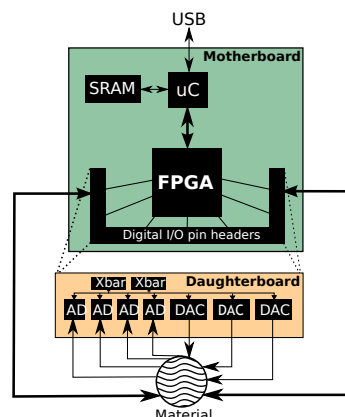 USB
Motherboard
SRAM
uC
FPGA
Digital I/O pin headers
Daughterboard
Xbar Xbar
AD AD AD AD DAC DAC DAC
Material